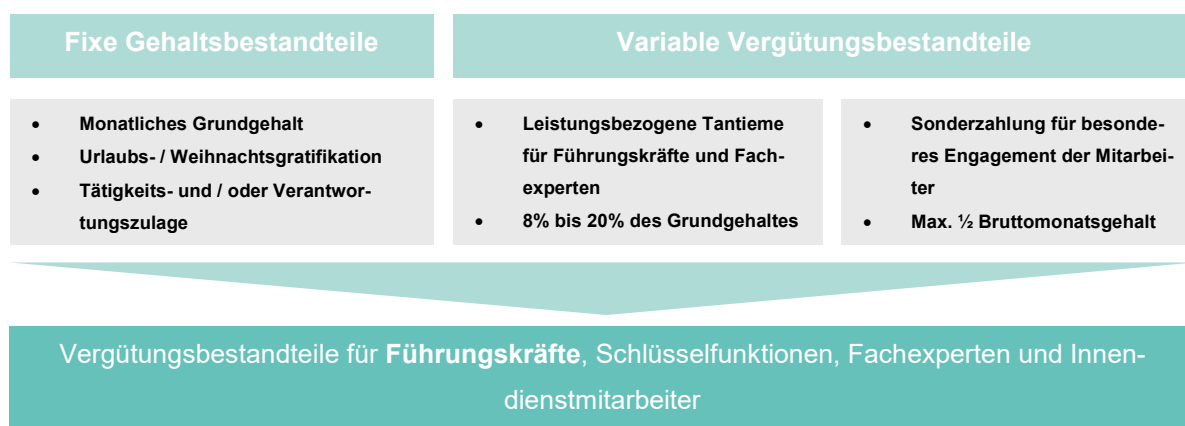 Fixe Gehaltsbestandteile
Variable Vergütungsbestandteile
• Monatliches Grundgehalt
• Urlaubs- / Weihnachtsgratifikation
• Tätigkeits- und / oder Verantwor-
tungszulage
• Leistungsbezogene Tantieme
für Führungskräfte und Fach-
experten
• 8% bis 20% des Grundgehaltes
• Sonderzahlung für besonde-
res Engagement der Mitarbei-
ter
• Max. ½ Bruttomonatsgehalt
Vergütungsbestandteile für Führungskräfte, Schlüsselfunktionen, Fachexperten und Innen-
dienstmitarbeiter